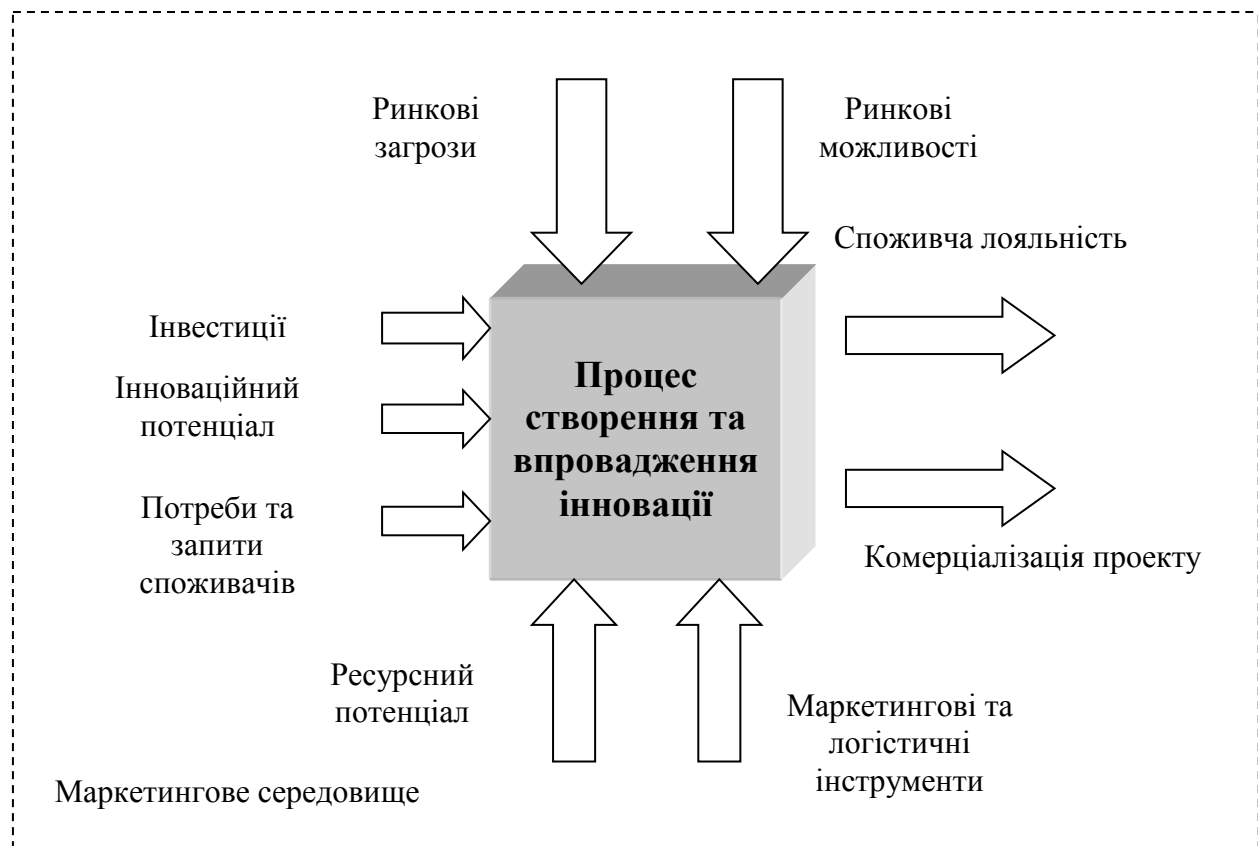 Ринкові
загрози
Ринкові
можливості
Споживча лояльність
Інвестиції
Інноваційний
потенціал
Потреби та
запити
споживачів
Процес
створення та
впровадження
інновації
Комерціалізація проекту
Ресурсний
потенціал
Маркетингові та
логістичні
інструменти
Маркетингове середовище